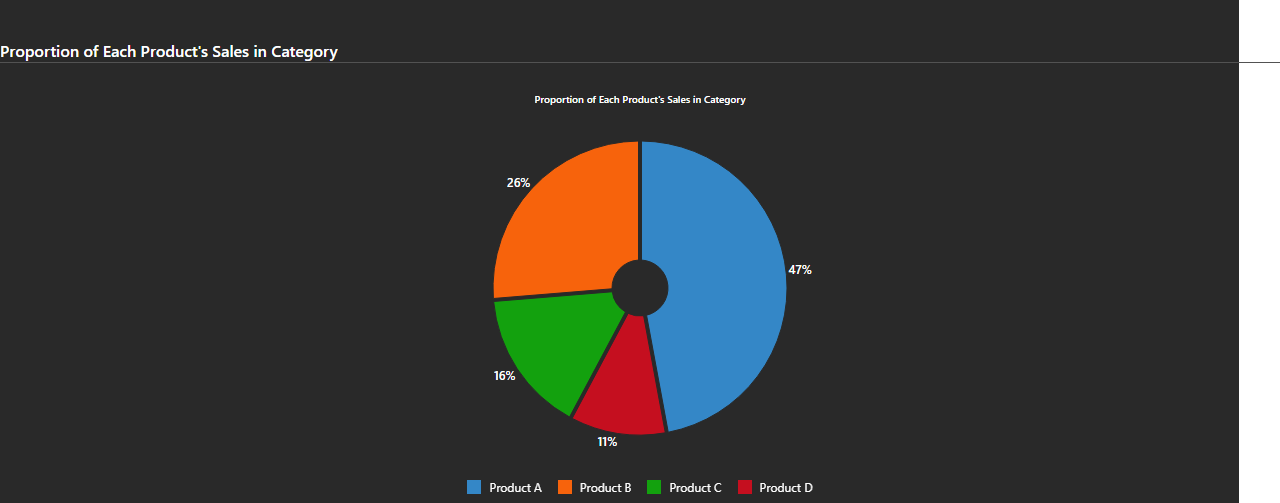 Proportion of Each Product's Sales in Category
Proportion of Each Product's Sales in Category
26%
47%
16%
11%
Product A Product B Product C Product D